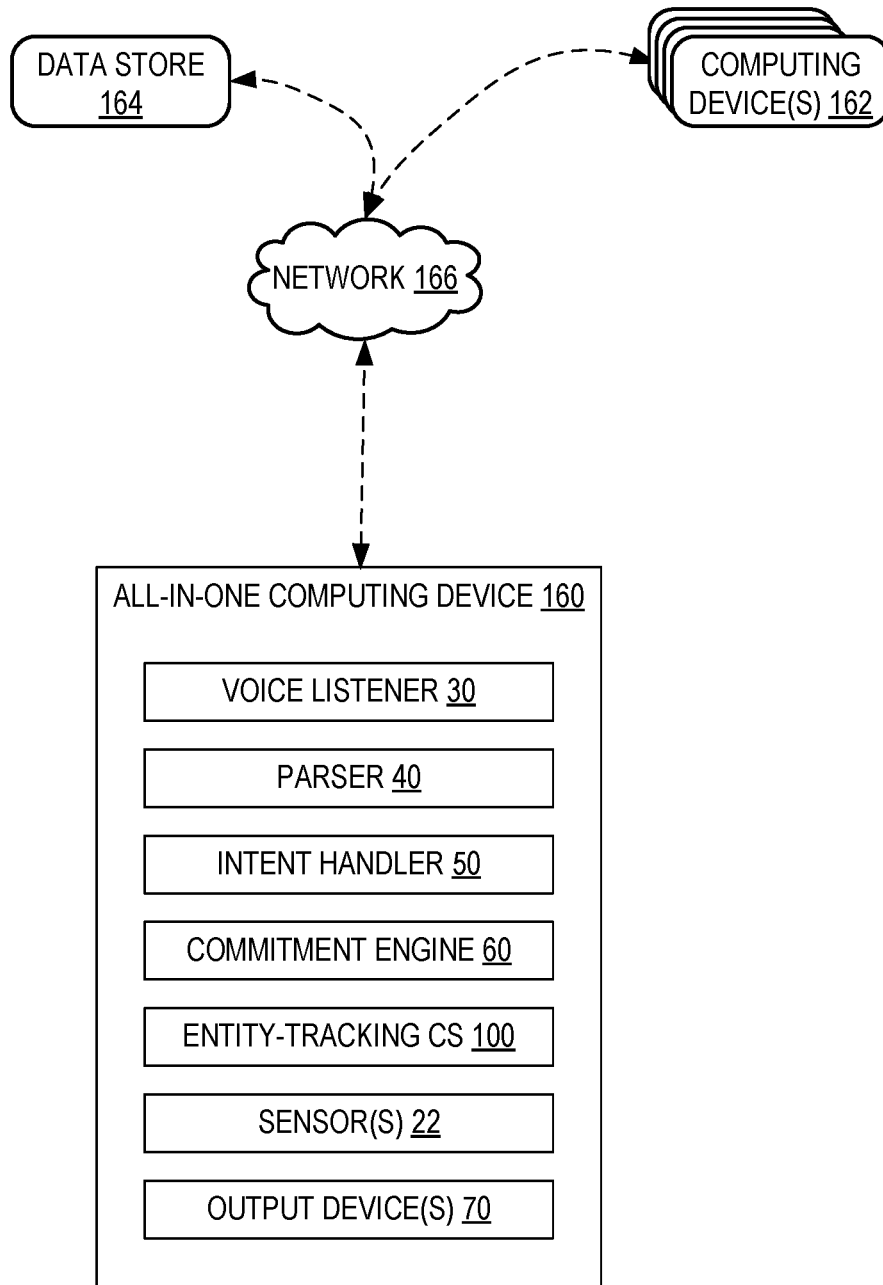 DATA STORE
164
COMPUTING
DEVICE(S) 162
NETWORK 166
ALL-IN-ONE COMPUTING DEVICE 160
VOICE LISTENER 30
PARSER 40
INTENT HANDLER 50
COMMITMENT ENGINE 60
ENTITY-TRACKING CS 100
SENSOR(S) 22
OUTPUT DEVICE(S) 70